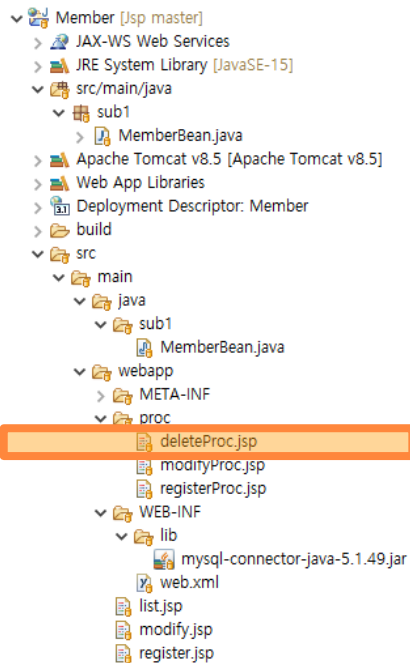 Member [Jsp master]
JAX-WS Web Services
JRE System Library [JavaSE-15]
src/main/java
sub1
MemberBean.java
Apache Tomcat v8.5 [Apache Tomcat v8.5]
Web App Libraries
3.1 Deployment Descriptor: Member
build
src
main
java
sub1
MemberBean.java
webapp
META-INF
proc
deleteProc.jsp
modifyProc.jsp
registerProc.jsp
WEB-INF
lib
mysql-connector-java-5.1.49.jar
web.xml
list.jsp
modify.jsp
register.jsp